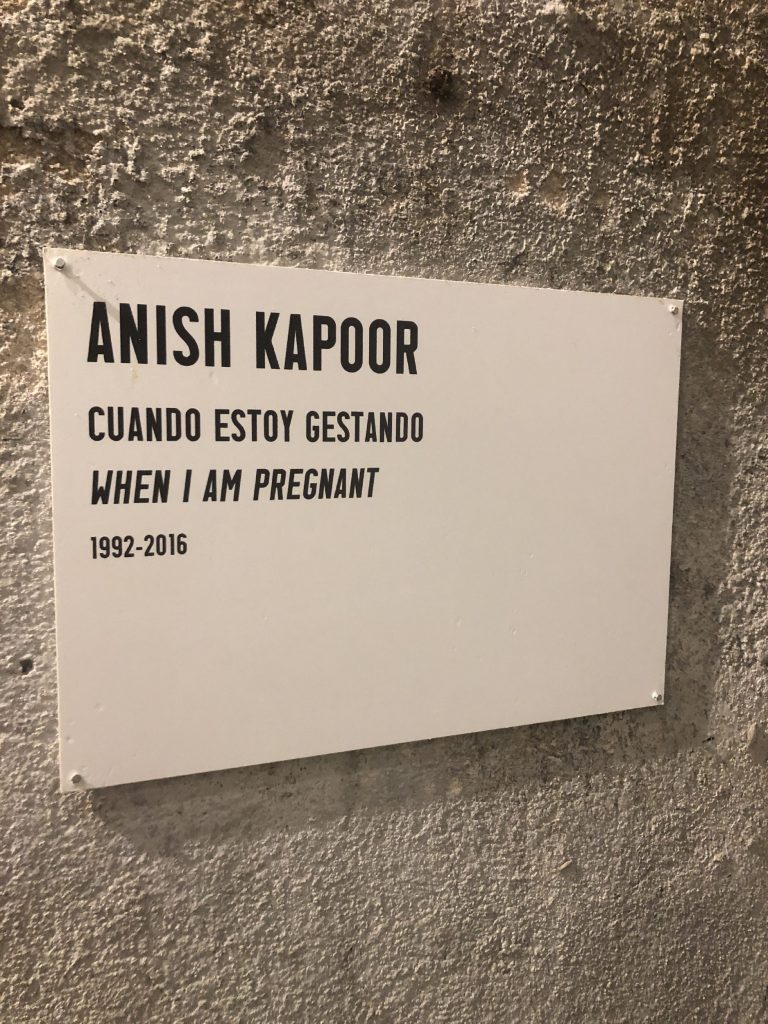 ANISH KAPOOR
CUANDO ESTOY GESTANDO
WHEN I AM PREGNANT
1992-2016